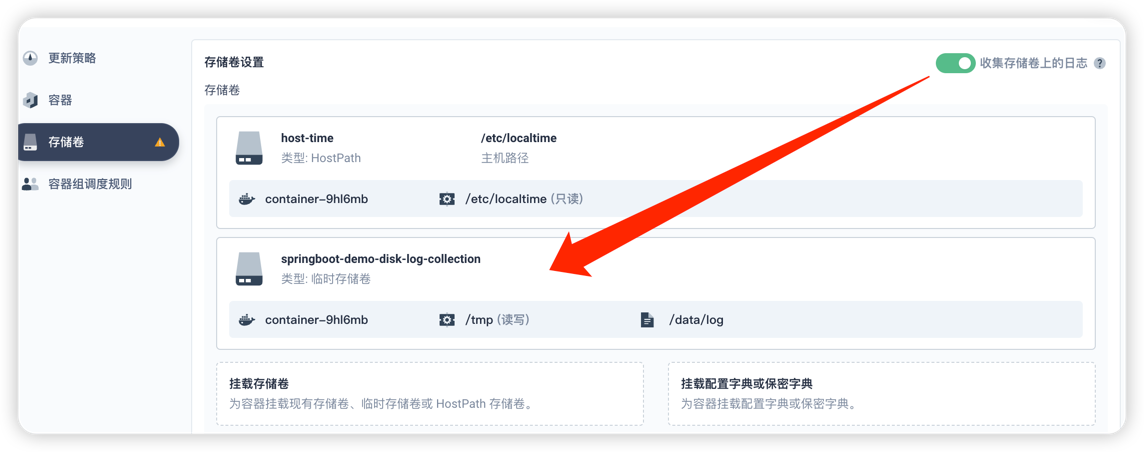 更新策略
容器
存储卷
容器组调度规则
存储卷设置
收集存储卷上的日志 ?
存储卷
host-time /etc/localtime
类型: HostPath 主机路径
container-9hl6mb /etc/localtime (只读)
springboot-demo-disk-log-collection
类型: 临时存储卷
container-9hl6mb /tmp (读写) /data/log
挂载存储卷
为容器挂载现有存储卷、临时存储卷或 HostPath 存储卷。
挂载配置字典或保密字典
为容器挂载配置字典或保密字典。